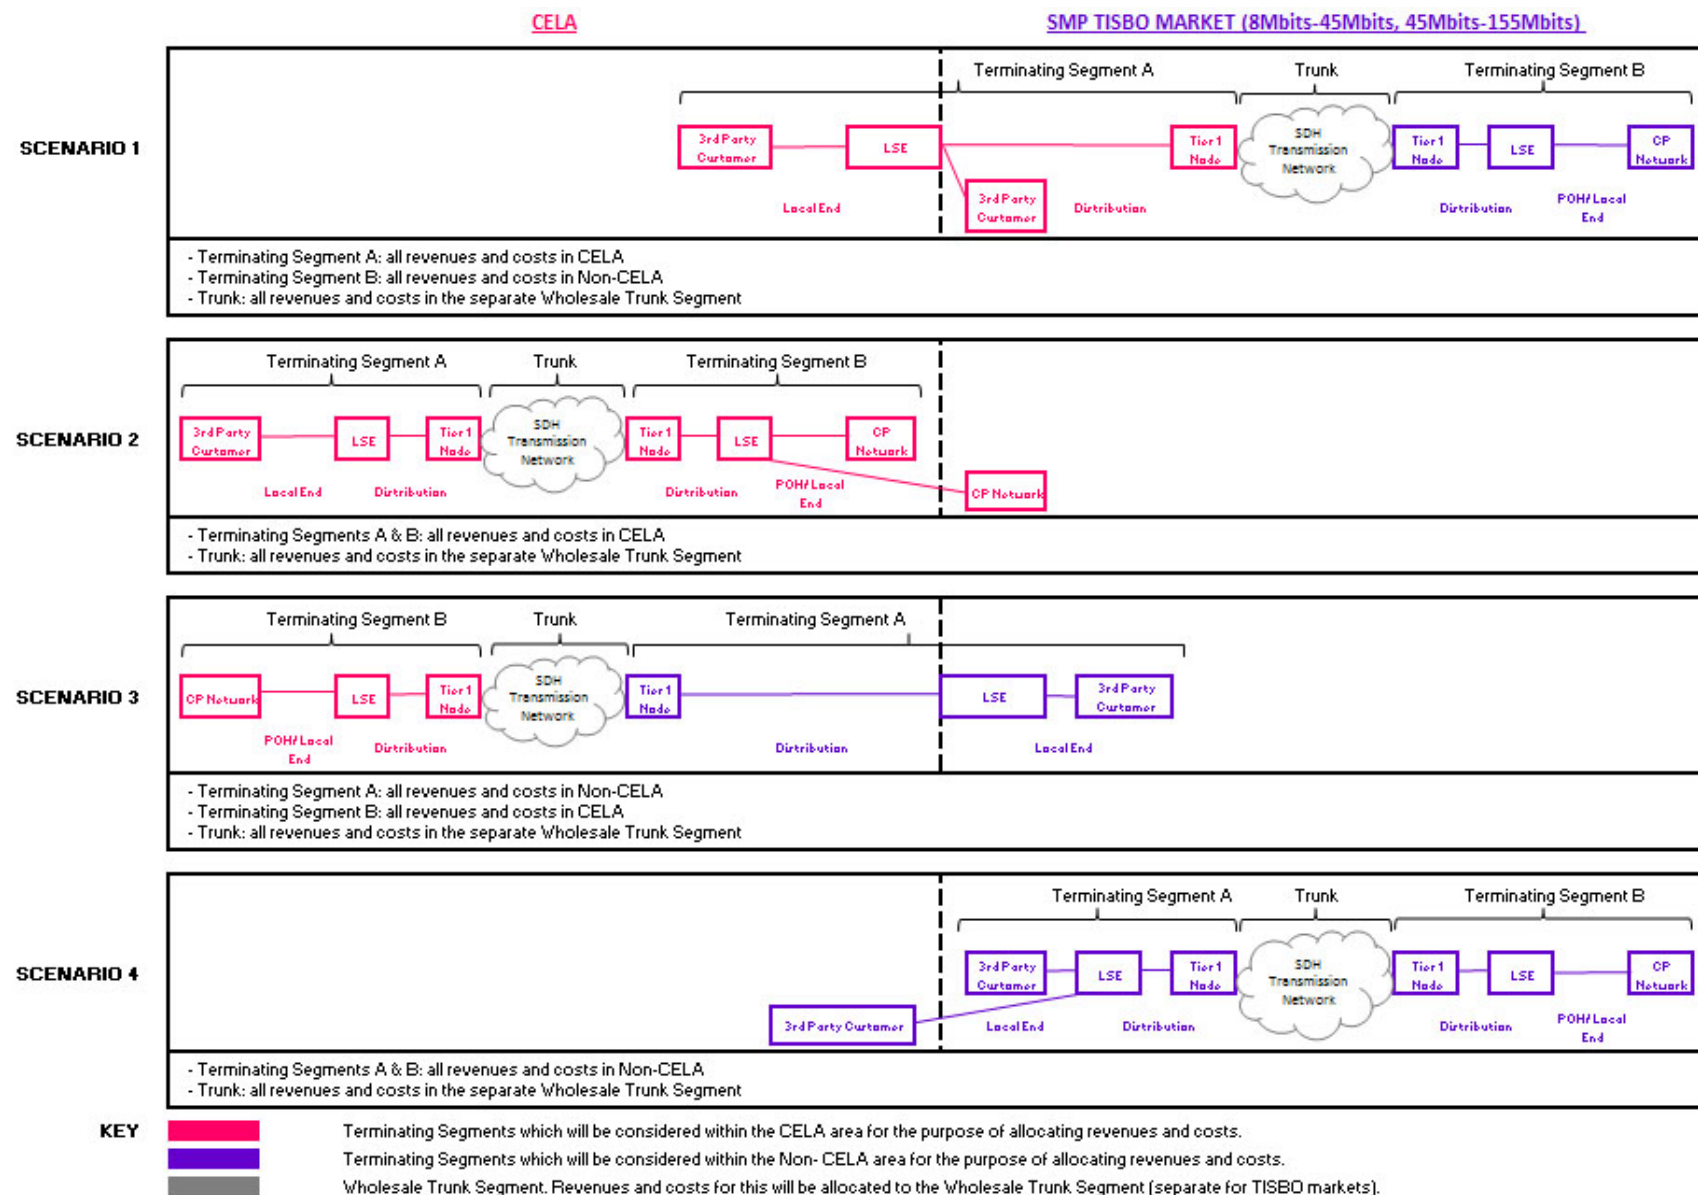 CELA
SMP TISBO MARKET (8Mbits-45Mbits, 45Mbits-155Mbits)
SCENARIO 1
Terminating Segment A
Trunk
Terminating Segment B
3rd Party
Customer
LSE
Tier 1
Node
SDH
Transmission
Network
Tier 1
Node
LSE
CP
Network
3rd Party
Customer
Local End
Distribution
Distribution
POH/ Local
End
- Terminating Segment A: all revenues and costs in CELA
- Terminating Segment B: all revenues and costs in Non-CELA
- Trunk: all revenues and costs in the separate Wholesale Trunk Segment
SCENARIO 2
Terminating Segment A
Trunk
Terminating Segment B
3rd Party
Customer
LSE
Tier 1
Node
SDH
Transmission
Network
Tier 1
Node
LSE
CP
Network
Local End
Distribution
Distribution
POH/ Local
End
CP Network
- Terminating Segments A & B: all revenues and costs in CELA
- Trunk: all revenues and costs in the separate Wholesale Trunk Segment
SCENARIO 3
Terminating Segment B
Trunk
Terminating Segment A
CP Network
LSE
Tier 1
Node
SDH
Transmission
Network
Tier 1
Node
LSE
3rd Party
Customer
POH/ Local
End
Distribution
Distribution
Local End
- Terminating Segment A: all revenues and costs in Non-CELA
- Terminating Segment B: all revenues and costs in CELA
- Trunk: all revenues and costs in the separate Wholesale Trunk Segment
SCENARIO 4
Terminating Segment A
Trunk
Terminating Segment B
3rd Party
Customer
LSE
Tier 1
Node
SDH
Transmission
Network
Tier 1
Node
LSE
CP
Network
3rd Party Customer
Local End
Distribution
Distribution
POH/ Local
End
- Terminating Segments A & B: all revenues and costs in Non-CELA
- Trunk: all revenues and costs in the separate Wholesale Trunk Segment
KEY
Terminating Segments which will be considered within the CELA area for the purpose of allocating revenues and costs.
Terminating Segments which will be considered within the Non- CELA area for the purpose of allocating revenues and costs.
Wholesale Trunk Segment. Revenues and costs for this will be allocated to the Wholesale Trunk Segment (separate for TISBO markets).